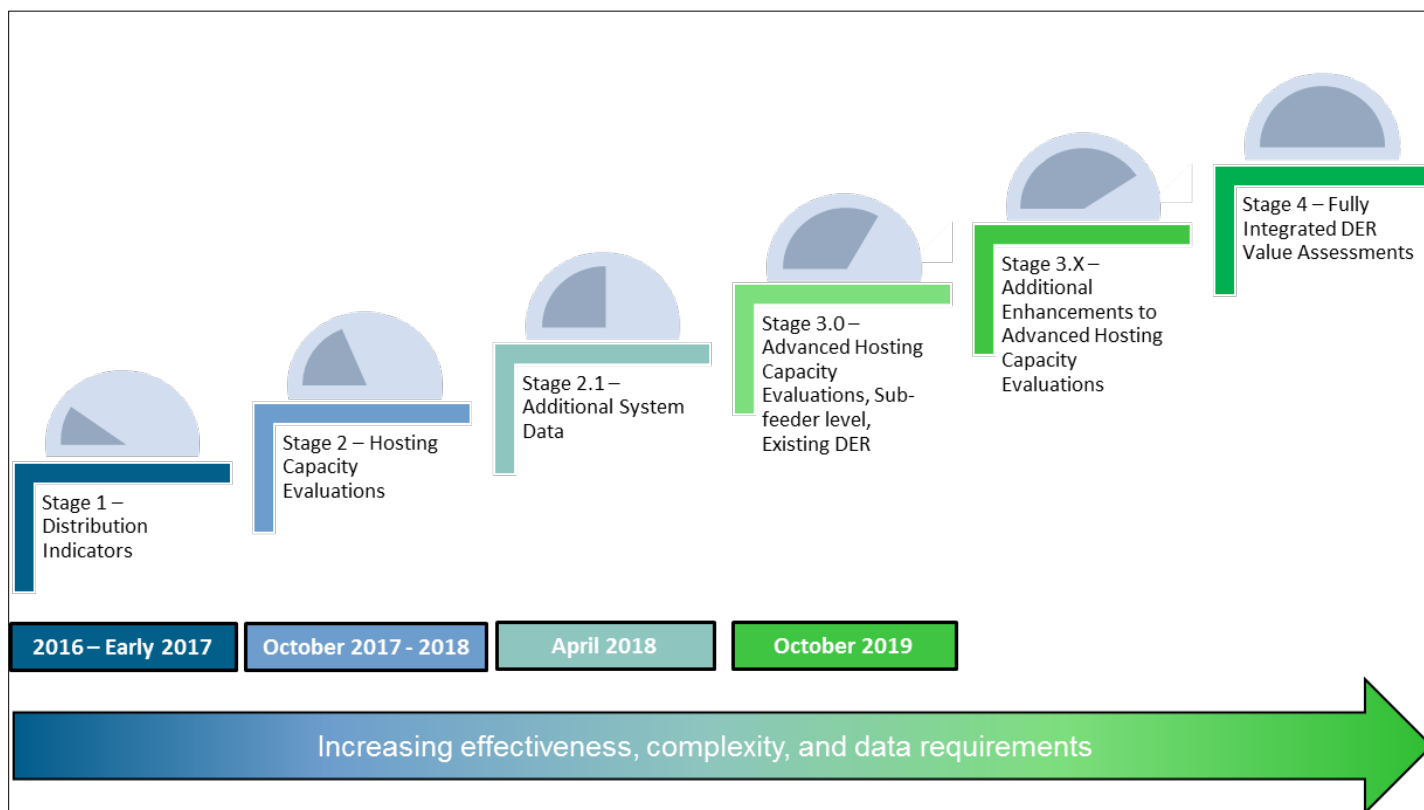 Stage 1 –
Distribution
Indicators
Stage 2 – Hosting
Capacity
Evaluations
Stage 2.1 –
Additional System
Data
Stage 3.0 –
Advanced Hosting
Capacity
Evaluations, Sub-
feeder level,
Existing DER
Stage 3.X –
Additional
Enhancements to
Advanced Hosting
Capacity
Evaluations
Stage 4 – Fully
Integrated DER
Value Assessments
2016 – Early 2017
October 2017 - 2018
April 2018
October 2019
Increasing effectiveness, complexity, and data requirements